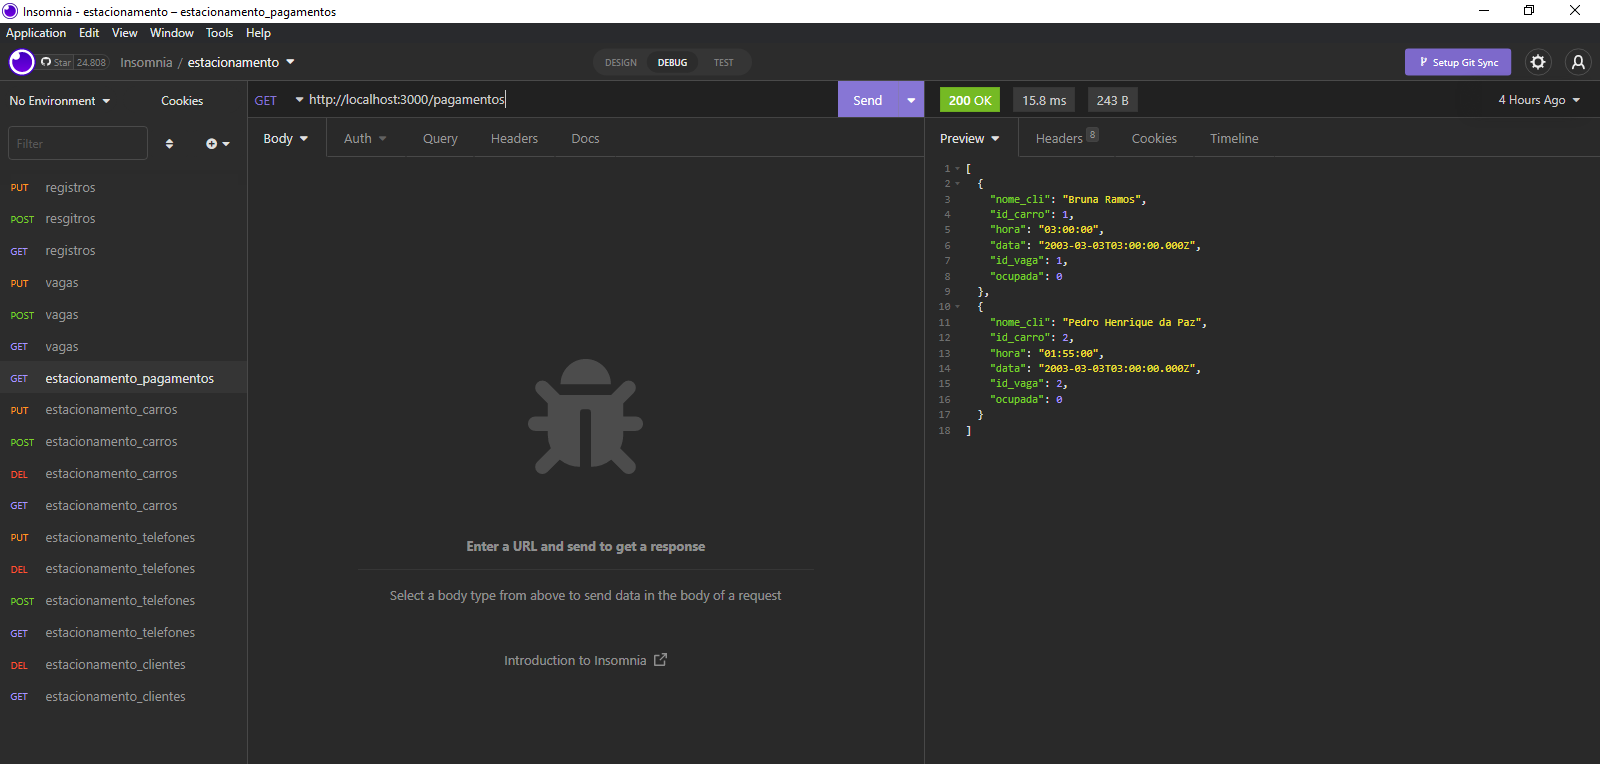 Insomnia - estacionamento – estacionamento_pagamentos
Application Edit View Window Tools Help
Star 24.808 Insomnia / estacionamento
DESIGN DEBUG TEST
Setup Git Sync
No Environment Cookies
GET http://localhost:3000/pagamentos Send
200 OK 15.8 ms 243 B 4 Hours Ago
Filter
Body Auth Query Headers Docs
Preview Headers 8 Cookies Timeline
PUT registros
POST resgitros
GET registros
PUT vagas
POST vagas
GET vagas
GET estacionamento_pagamentos
PUT estacionamento_carros
POST estacionamento_carros
DEL estacionamento_carros
GET estacionamento_carros
PUT estacionamento_telefones
DEL estacionamento_telefones
POST estacionamento_telefones
GET estacionamento_telefones
DEL estacionamento_clientes
GET estacionamento_clientes
Enter a URL and send to get a response
Select a body type from above to send data in the body of a request
Introduction to Insomnia
1 [
2 {
3 "nome_cli": "Bruna Ramos",
4 "id_carro": 1,
5 "hora": "03:00:00",
6 "data": "2003-03-03T03:00:00.000Z",
7 "id_vaga": 1,
8 "ocupada": 0
9 },
10 {
11 "nome_cli": "Pedro Henrique da Paz",
12 "id_carro": 2,
13 "hora": "01:55:00",
14 "data": "2003-03-03T03:00:00.000Z",
15 "id_vaga": 2,
16 "ocupada": 0
17 }
18 ]